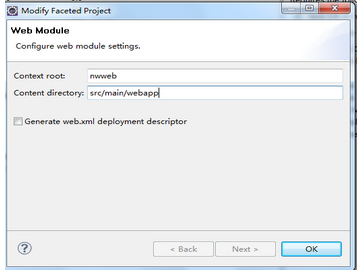 Modify Faceted Project
Web Module
Configure web module settings.
Context root: nwweb
Content directory: src/main/webapp
Generate web.xml deployment descriptor
?
< Back Next > OK